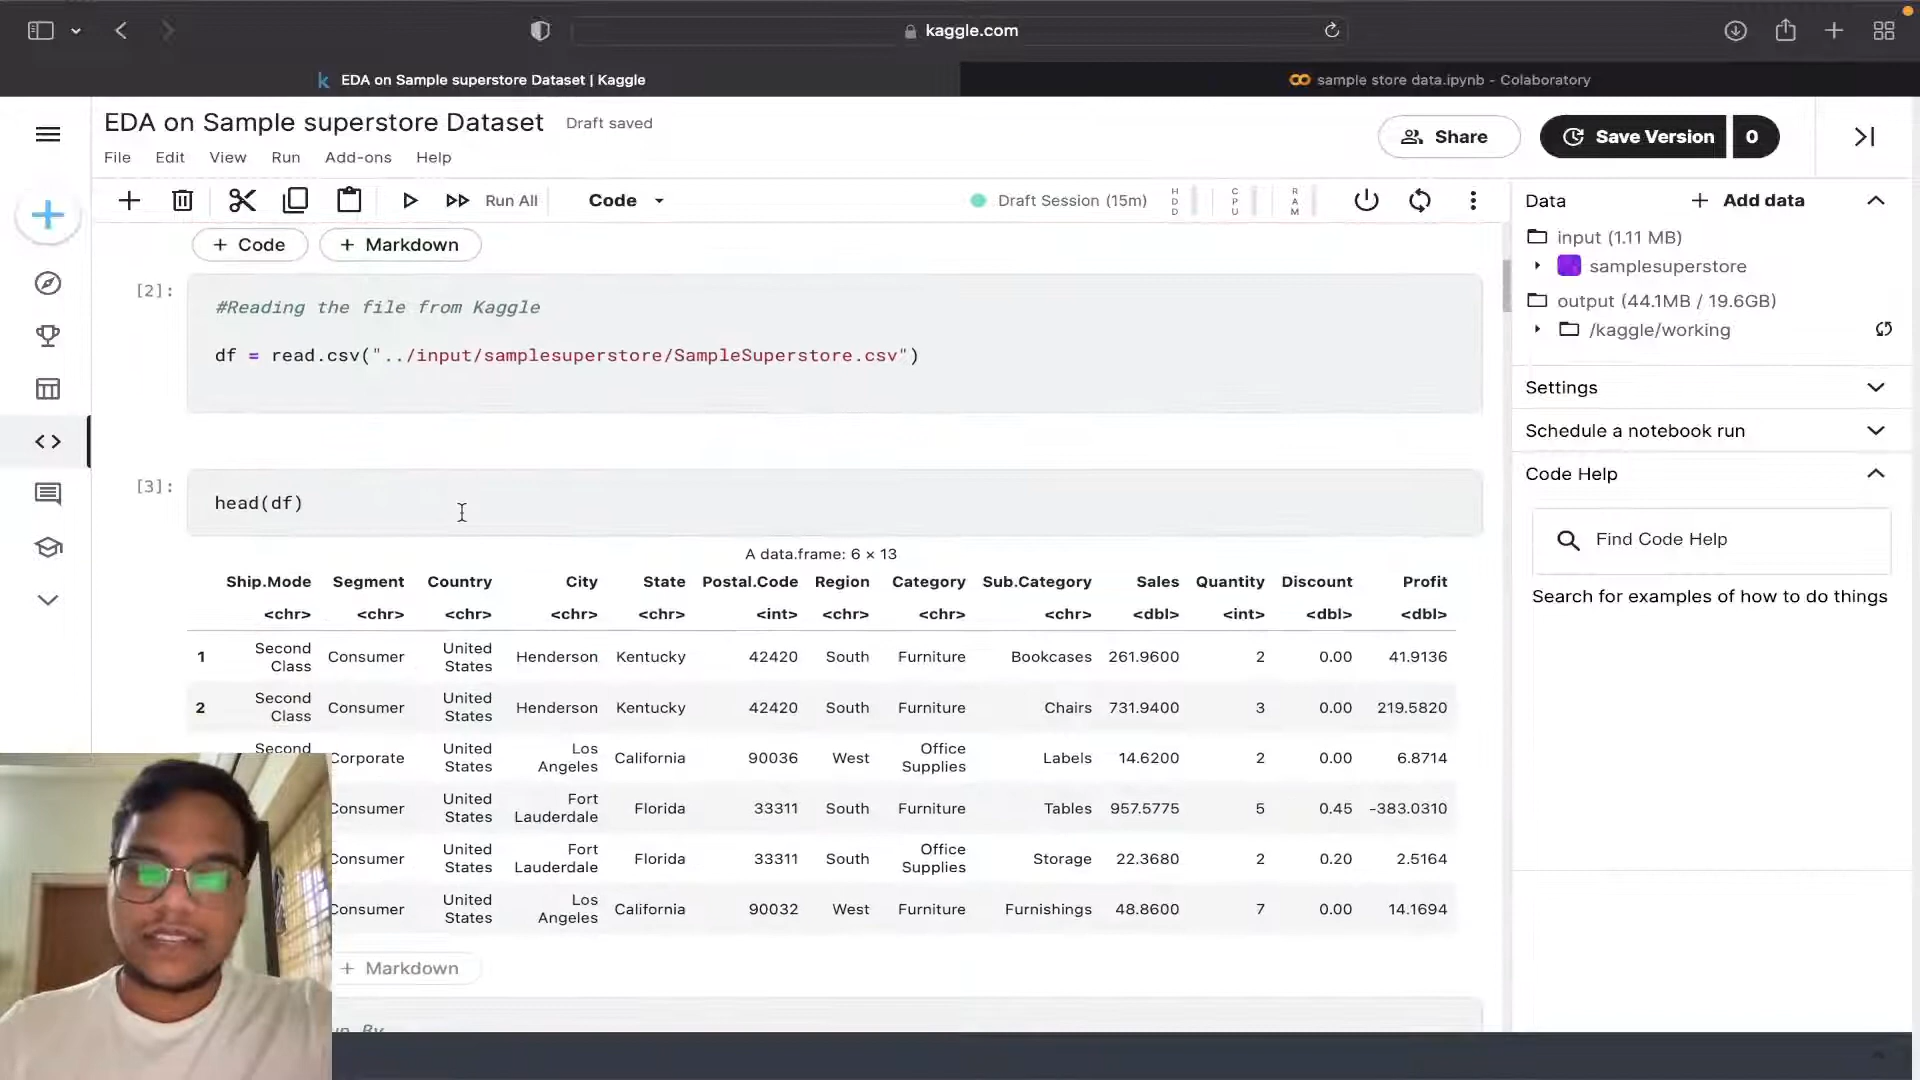 kaggle.com
EDA on Sample superstore Dataset | Kaggle
sample store data.ipynb - Colaboratory
EDA on Sample superstore Dataset Draft saved
Share
Save Version 0
File Edit View Run Add-ons Help
Run All Code
Draft Session (15m) HDD CPU RAM
Data + Add data
input (1.11 MB)
samplesuperstore
output (44.1MB / 19.6GB)
/kaggle/working
Settings
Schedule a notebook run
Code Help
Find Code Help
Search for examples of how to do things
+ Code + Markdown
[2]:
#Reading the file from Kaggle
df = read.csv("../input/samplesuperstore/SampleSuperstore.csv")
[3]:
head(df)
A data.frame: 6 × 13
Ship.Mode Segment Country City State Postal.Code Region Category Sub.Category Sales Quantity Discount Profit
<chr> <chr> <chr> <chr> <chr> <int> <chr> <chr> <chr> <dbl> <int> <dbl> <dbl>
1 Second Class Consumer United States Henderson Kentucky 42420 South Furniture Bookcases 261.9600 2 0.00 41.9136
2 Second Class Consumer United States Henderson Kentucky 42420 South Furniture Chairs 731.9400 3 0.00 219.5820
Second Corporate United States Los Angeles California 90036 West Office Supplies Labels 14.6200 2 0.00 6.8714
Consumer United States Fort Lauderdale Florida 33311 South Furniture Tables 957.5775 5 0.45 -383.0310
Consumer United States Fort Lauderdale Florida 33311 South Office Supplies Storage 22.3680 2 0.20 2.5164
Consumer United States Los Angeles California 90032 West Furniture Furnishings 48.8600 7 0.00 14.1694
+ Markdown
By